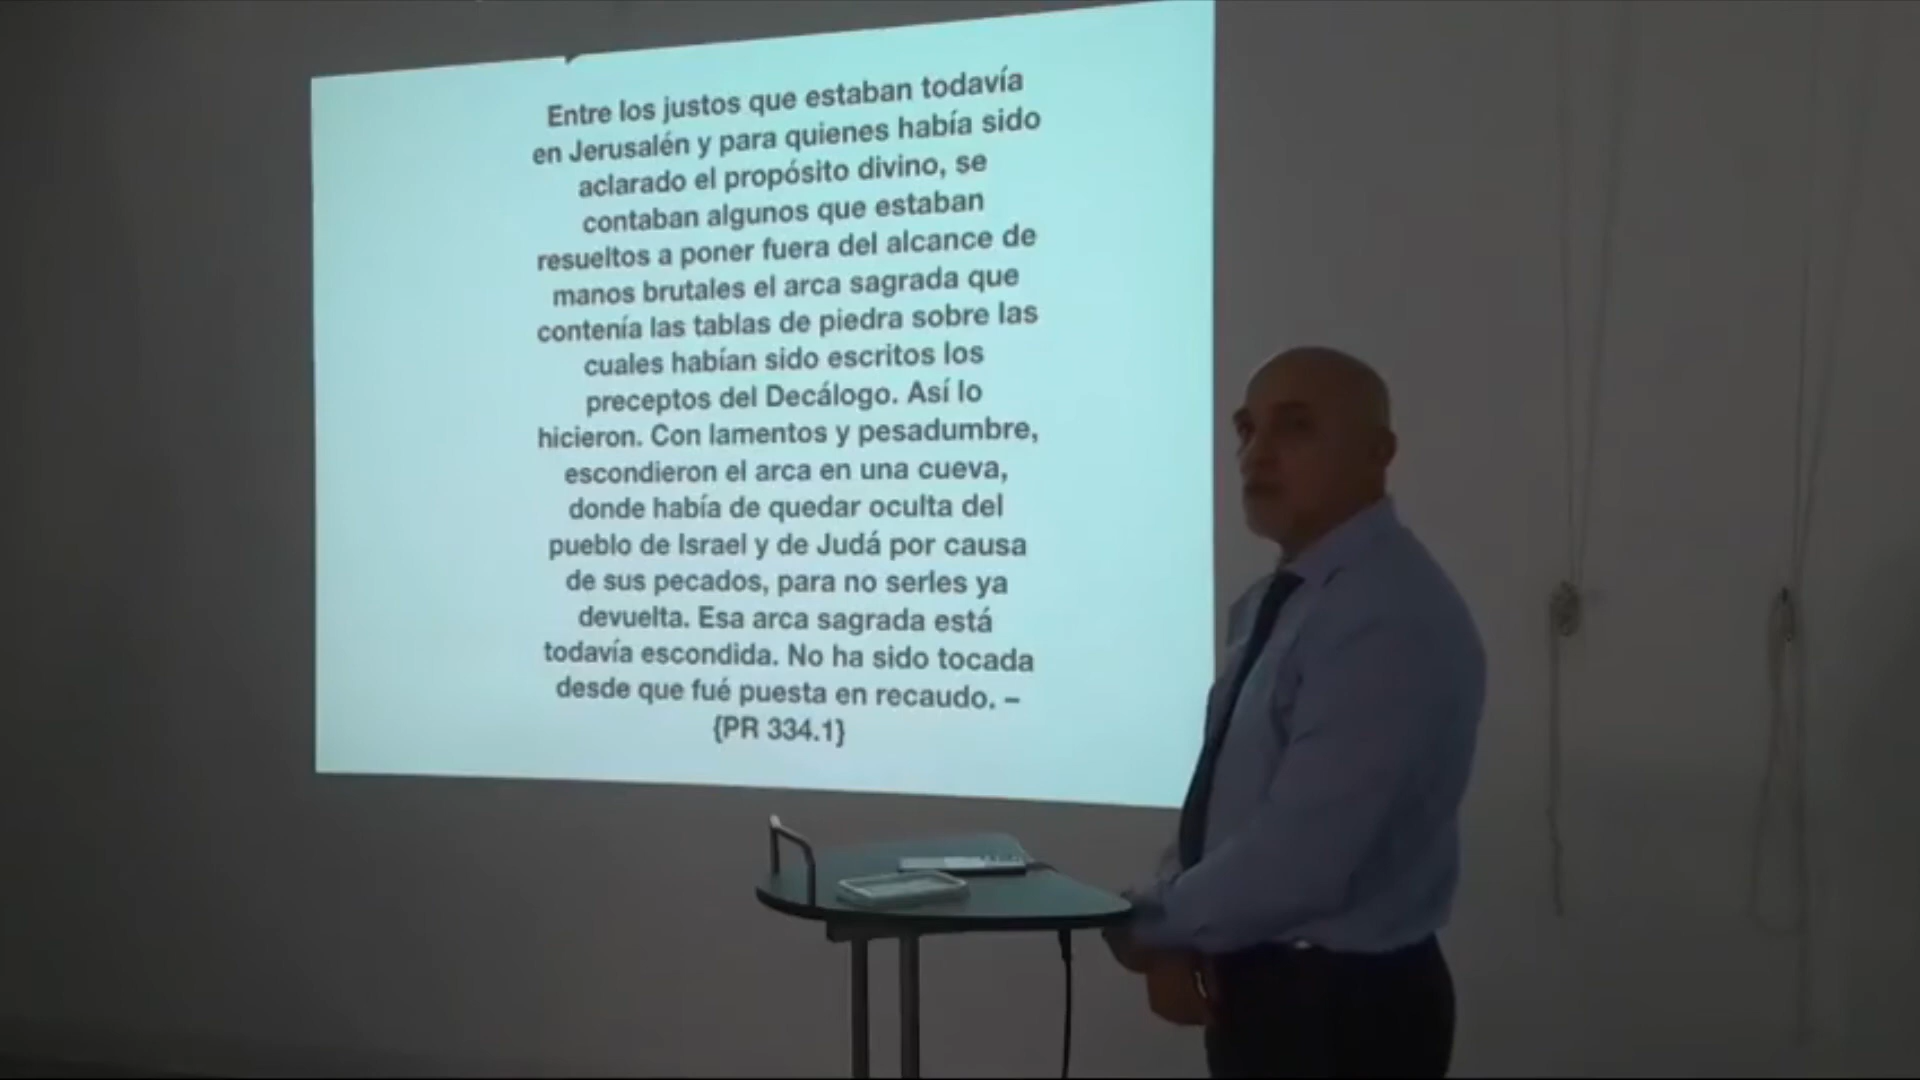 Entre los justos que estaban todavía
en Jerusalén y para quienes había sido
aclarado el propósito divino, se
contaban algunos que estaban
resueltos a poner fuera del alcance de
manos brutales el arca sagrada que
contenía las tablas de piedra sobre las
cuales habían sido escritos los
preceptos del Decálogo. Así lo
hicieron. Con lamentos y pesadumbre,
escondieron el arca en una cueva,
donde había de quedar oculta del
pueblo de Israel y de Judá por causa
de sus pecados, para no serles ya
devuelta. Esa arca sagrada está
todavía escondida. No ha sido tocada
desde que fué puesta en recaudo. –
{PR 334.1}